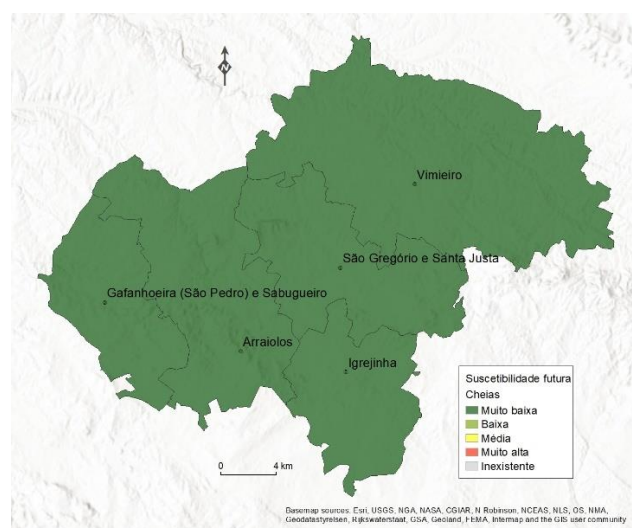 N
Vimieiro
São Gregório e Santa Justa
Gafanhoeira (São Pedro) e Sabugueiro
Arraiolos
Igrejinha
Suscetibilidade futura
Cheias
Muito baixa
Baixa
Média
Muito alta
Inexistente
0 4 km
Basemap sources: Esri, USGS, NGA, NASA, CGIAR, N Robinson, NCEAS, NLS, OS, NMA,
Geodatastyrelsen, Rijkswaterstaat, GSA, Geoland, FEMA, Intermap and the GIS user community